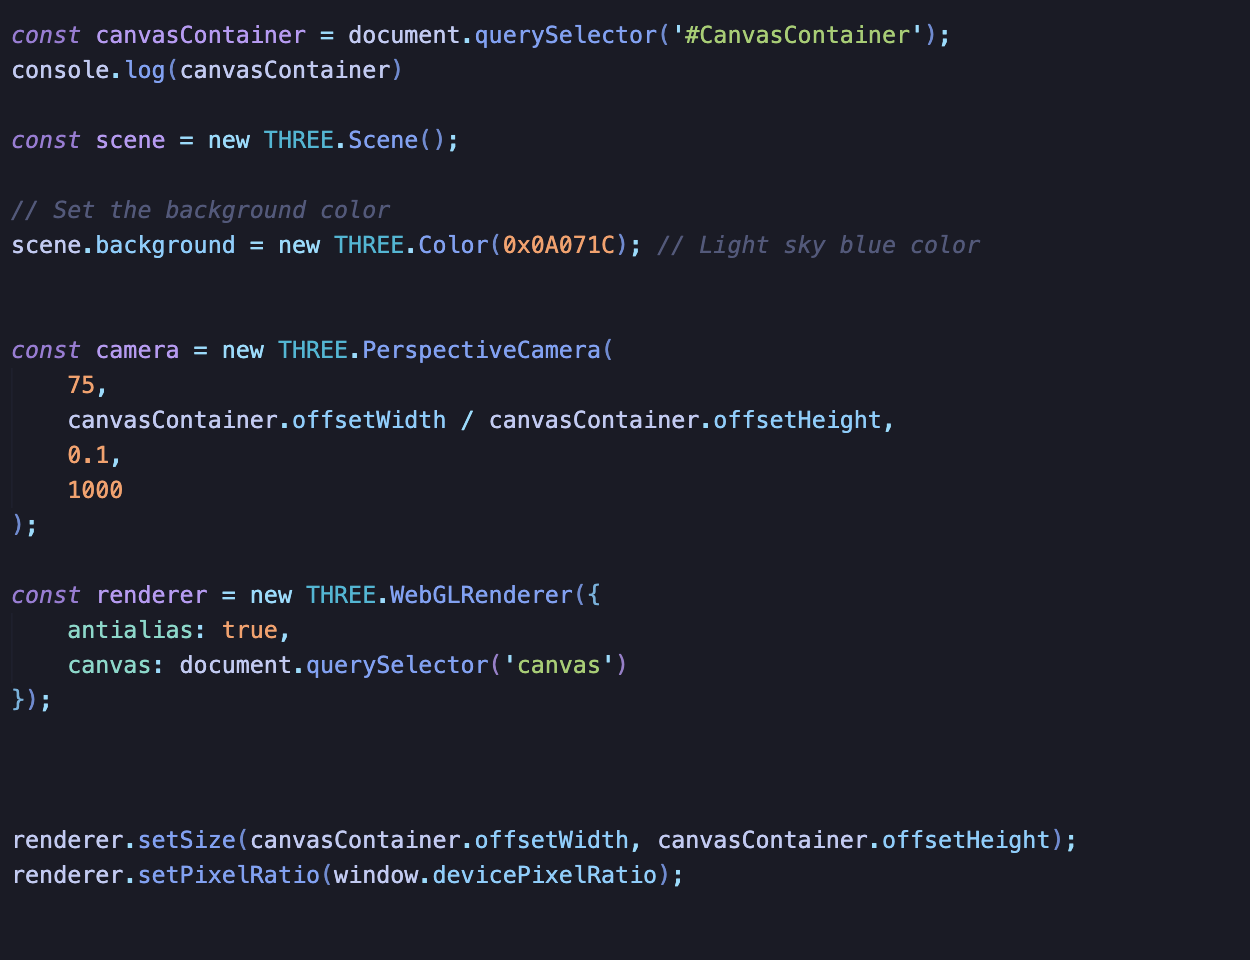 const canvasContainer = document.querySelector('#CanvasContainer');
console.log(canvasContainer)
const scene = new THREE.Scene();
// Set the background color
scene.background = new THREE.Color(0x0A071C); // Light sky blue color
const camera = new THREE.PerspectiveCamera(
    75,
    canvasContainer.offsetWidth / canvasContainer.offsetHeight,
    0.1,
    1000
);
const renderer = new THREE.WebGLRenderer({
    antialias: true,
    canvas: document.querySelector('canvas')
});
renderer.setSize(canvasContainer.offsetWidth, canvasContainer.offsetHeight);
renderer.setPixelRatio(window.devicePixelRatio);